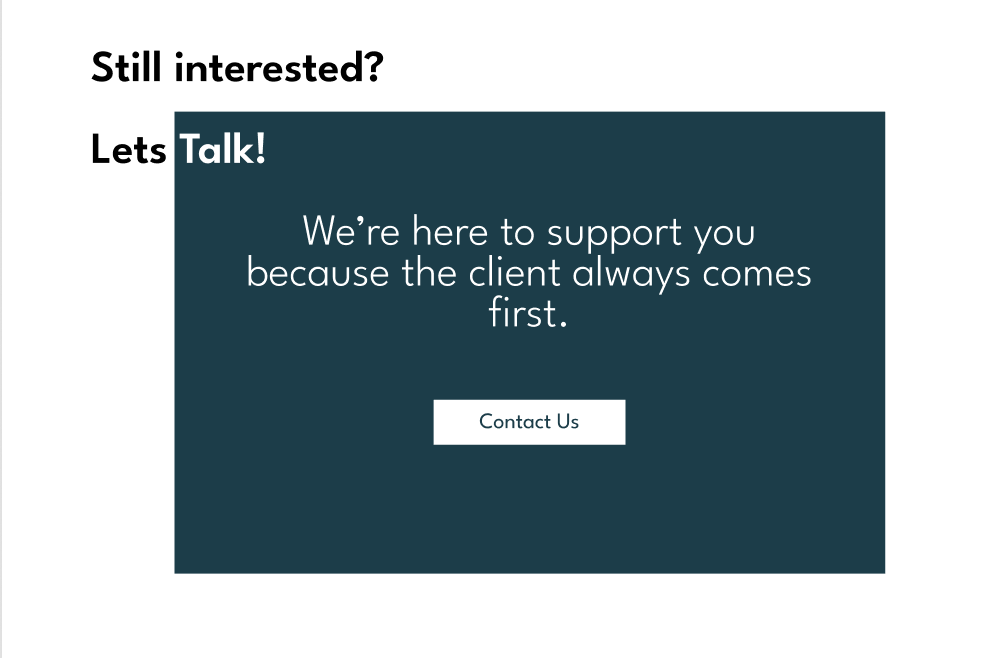 Still interested?
Lets Talk!
We’re here to support you
because the client always comes
first.
Contact Us